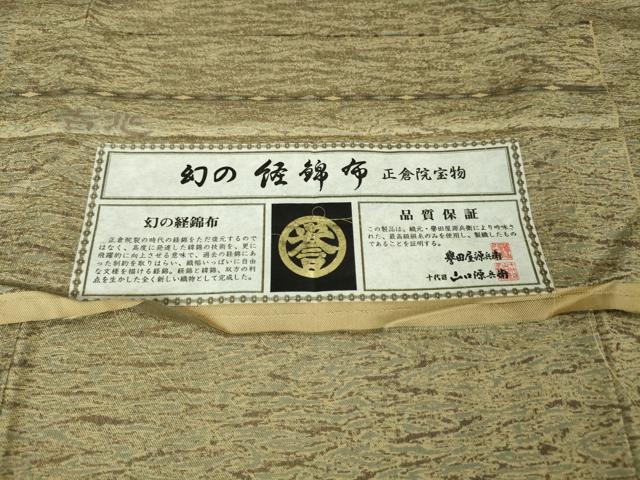 古北
幻の 経錦布 正倉院宝物
幻の経錦布
正倉院裂の時代の経錦をただ復元するので
はなく、高度に発達した緯錦の技術を、更に
飛躍的に向上させる意味で、過去の経錦にあ
った制約を取りはらい、織幅いっぱいに自由
な文様を描ける経錦。経錦と緯錦、双方の利
点を生かした全く新しい織物として完成した。
譽
品質保証
この製品は、織元・譽田屋源兵衛により吟味さ
れた、最高級絹糸のみを使用し、製織したもの
であることを証明する。
譽田屋源兵衛
十代目 山口源兵衛